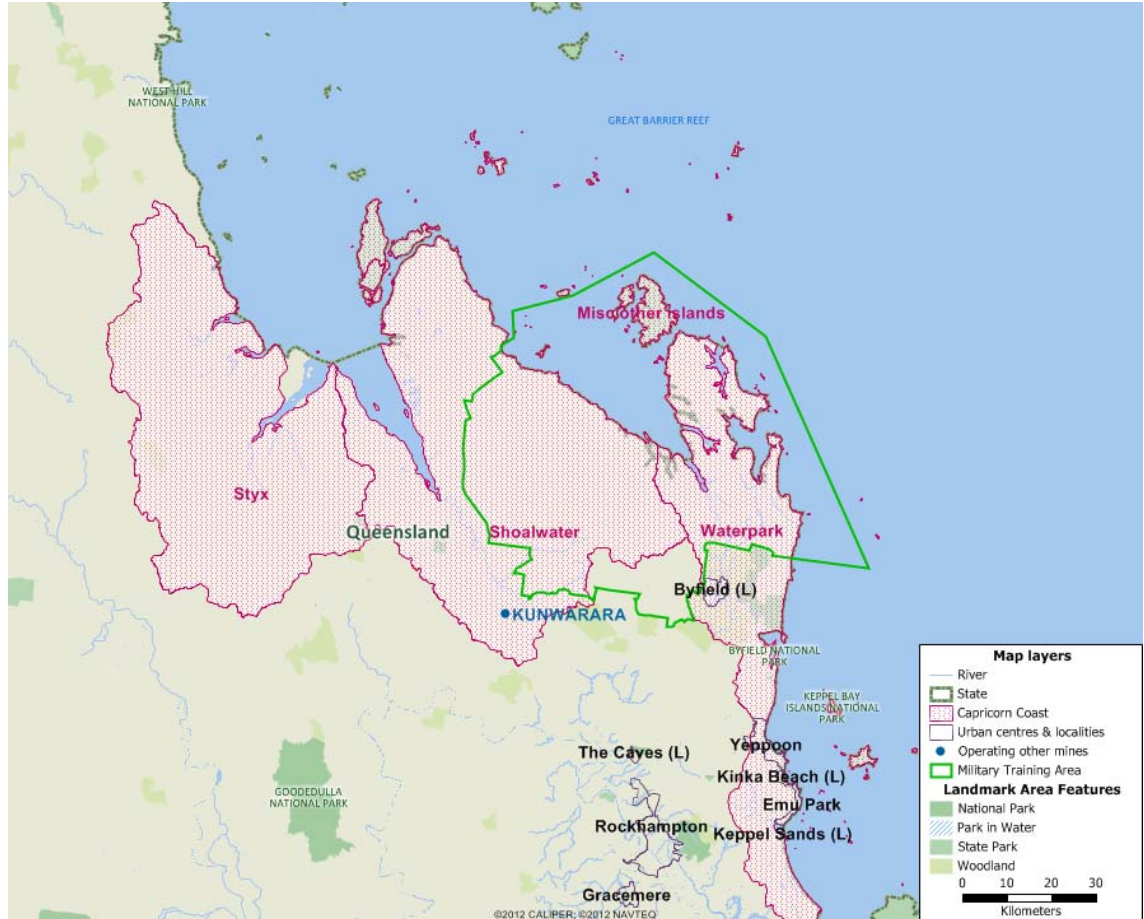 WEST HILL
NATIONAL PARK
GREAT BARRIER REEF
Misc other islands
Styx
Queensland
Shoalwater
Waterpark
Byfield (L)
KUNWARARA
BYFIELD NATIONAL
PARK
KEPPEL BAY
ISLANDS NATIONAL
PARK
Yeppoon
The Caves (L)
Kinka Beach (L)
GOODEDULLA
NATIONAL PARK
Emu Park
Rockhampton
Keppel Sands (L)
Gracemere
©2012 CALIPER; ©2012 NAVTEQ
Map layers
River
State
Capricorn Coast
Urban centres & localities
Operating other mines
Military Training Area
Landmark Area Features
National Park
Park in Water
State Park
Woodland
0 10 20 30
Kilometers